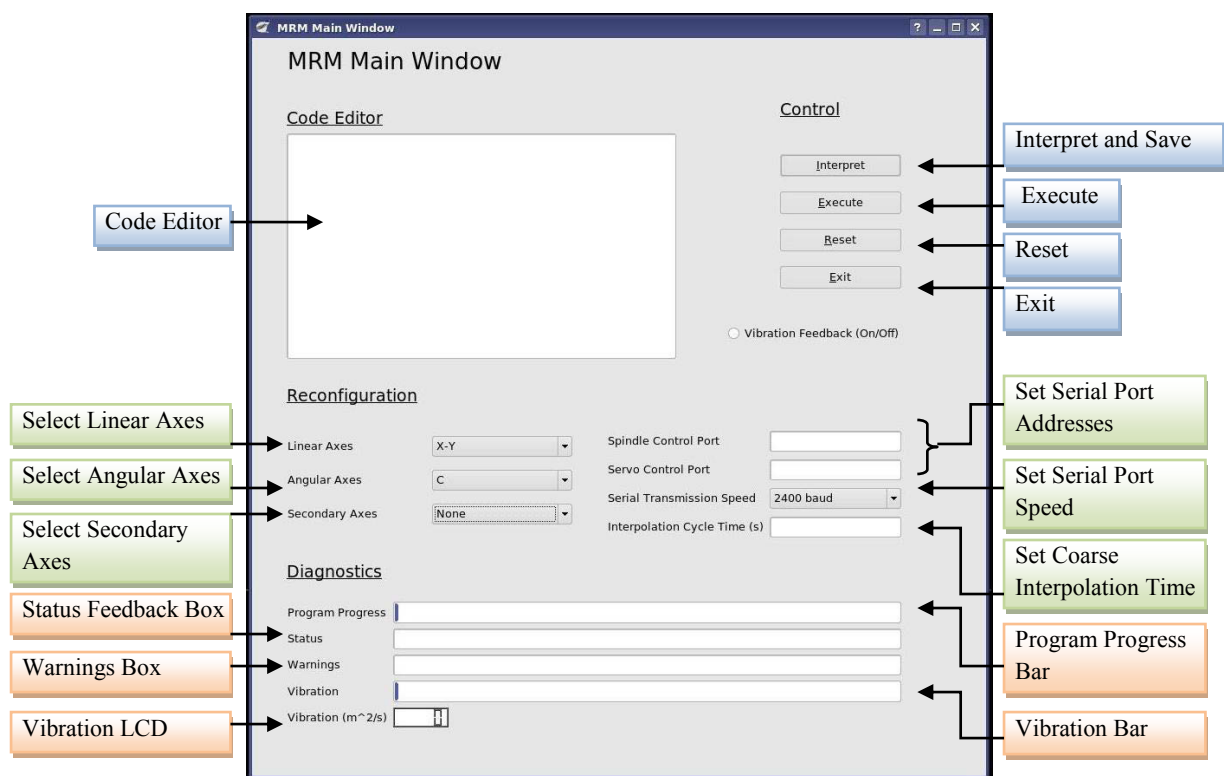 MRM Main Window
MRM Main Window
Code Editor
Control
Interpret
Interpret and Save
Execute
Execute
Code Editor
Reset
Reset
Exit
Exit
Vibration Feedback (On/Off)
Reconfiguration
Select Linear Axes
Linear Axes
X-Y
Spindle Control Port
Set Serial Port
Addresses
Servo Control Port
Select Angular Axes
Angular Axes
C
Serial Transmission Speed
2400 baud
Set Serial Port
Speed
Select Secondary
Axes
Secondary Axes
None
Interpolation Cycle Time (s)
Set Coarse
Interpolation Time
Diagnostics
Status Feedback Box
Program Progress
Program Progress
Bar
Status
Warnings Box
Warnings
Vibration
Vibration Bar
Vibration LCD
Vibration (m^2/s)
0